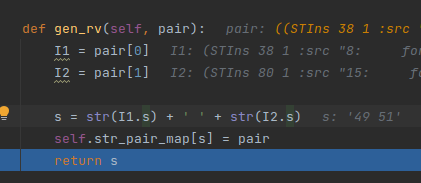 def gen_rv(self, pair):   pair: ((STIns 38 1 :src "8:
I1 = pair[0]   I1: (STIns 38 1 :src "8:      for
I2 = pair[1]   I2: (STIns 80 1 :src "15:      fo
s = str(I1.s) + ' ' + str(I2.s)   s: '49 51'
self.str_pair_map[s] = pair
return s